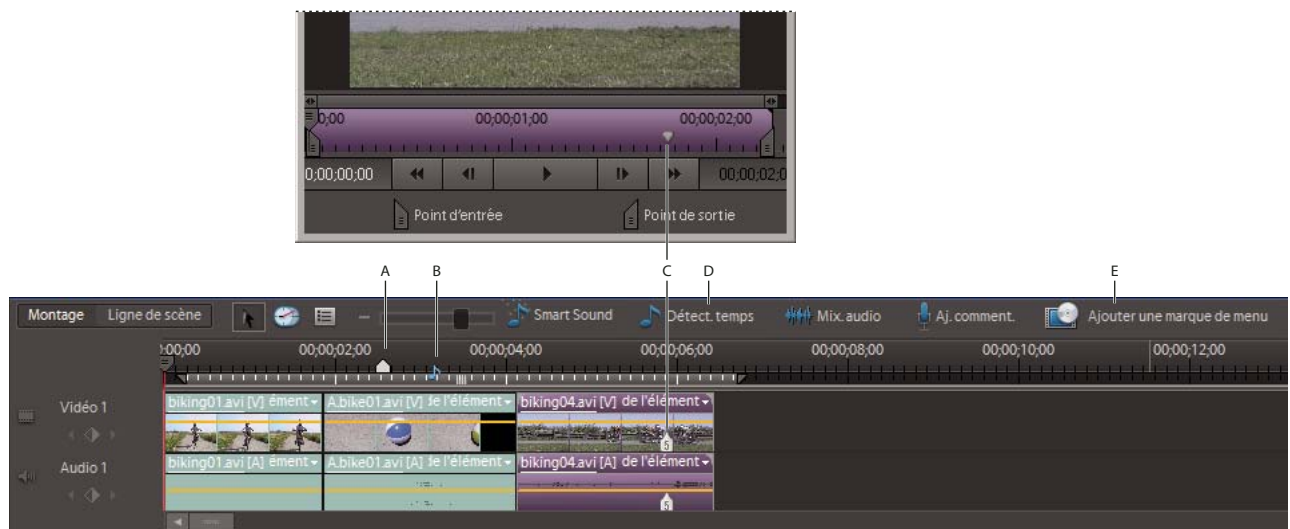 0;00 00;00;01;00 00;00;02;00
0;00;00;00 00;00;02;0
Point d'entrée Point de sortie
A B C D E
Montage Ligne de scène Smart Sound Détect. temps Mix. audio Aj. comment. Ajouter une marque de menu
:00;00 00;00;02;00 00;00;04;00 00;00;06;00 00;00;08;00 00;00;10;00 00;00;12;00
Vidéo 1 biking01.avi [V] ément A.bike01.avi [V] de l'élément biking04.avi [V] de l'élément
5
Audio 1 biking01.avi [A] ément A.bike01.avi [A] de l'élément biking04.avi [A] de l'élément
5